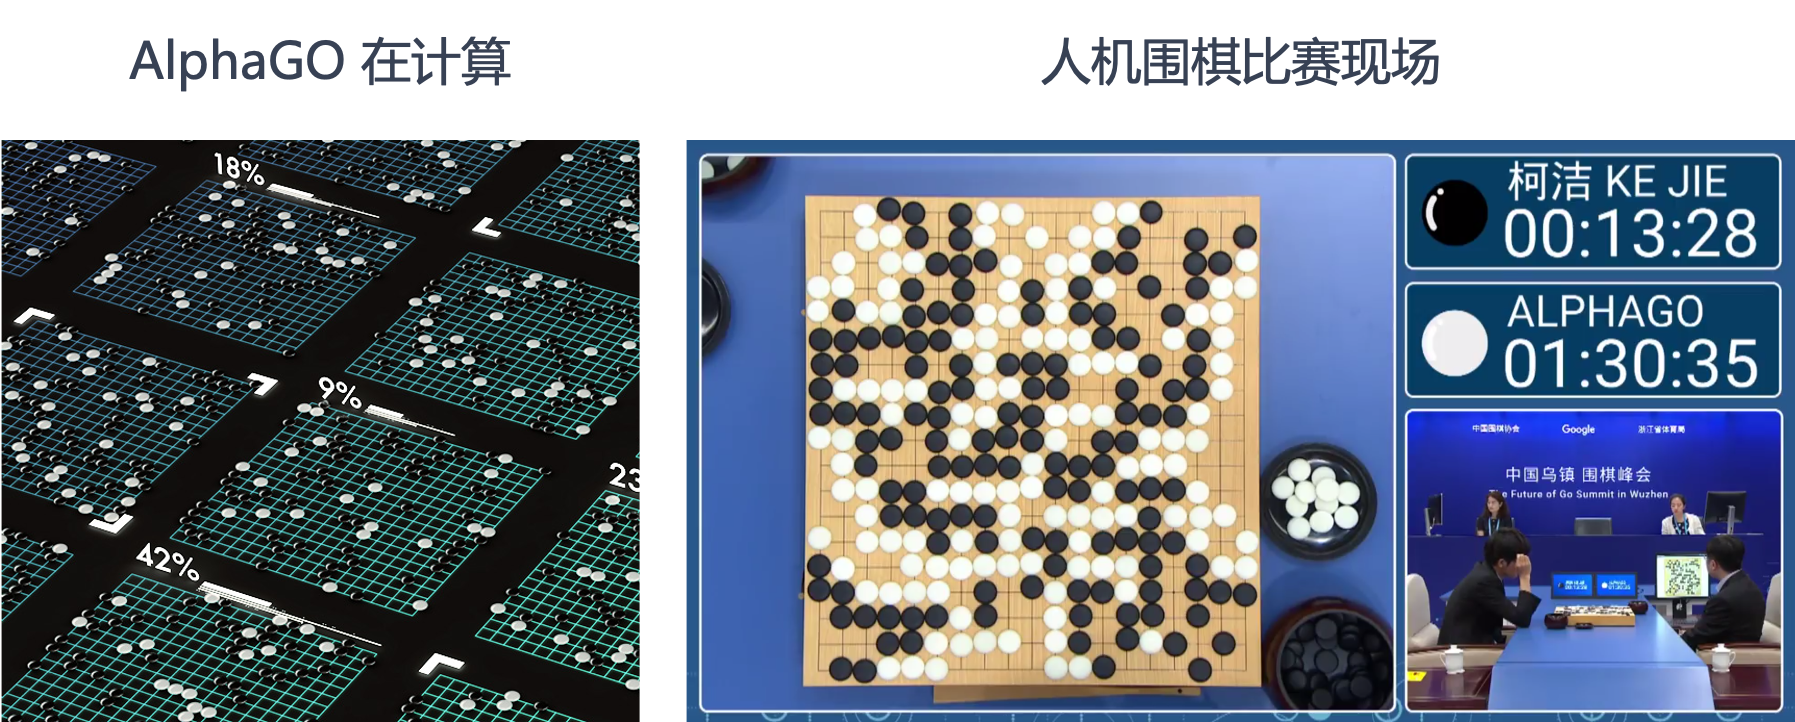 AlphaGO 在计算
人机围棋比赛现场
18%
9%
23
42%
柯洁 KE JIE
00:13:28
ALPHAGO
01:30:35
中国围棋协会 Google 浙江省体育局
中国乌镇 围棋峰会
The Future of Go Summit in Wuzhen